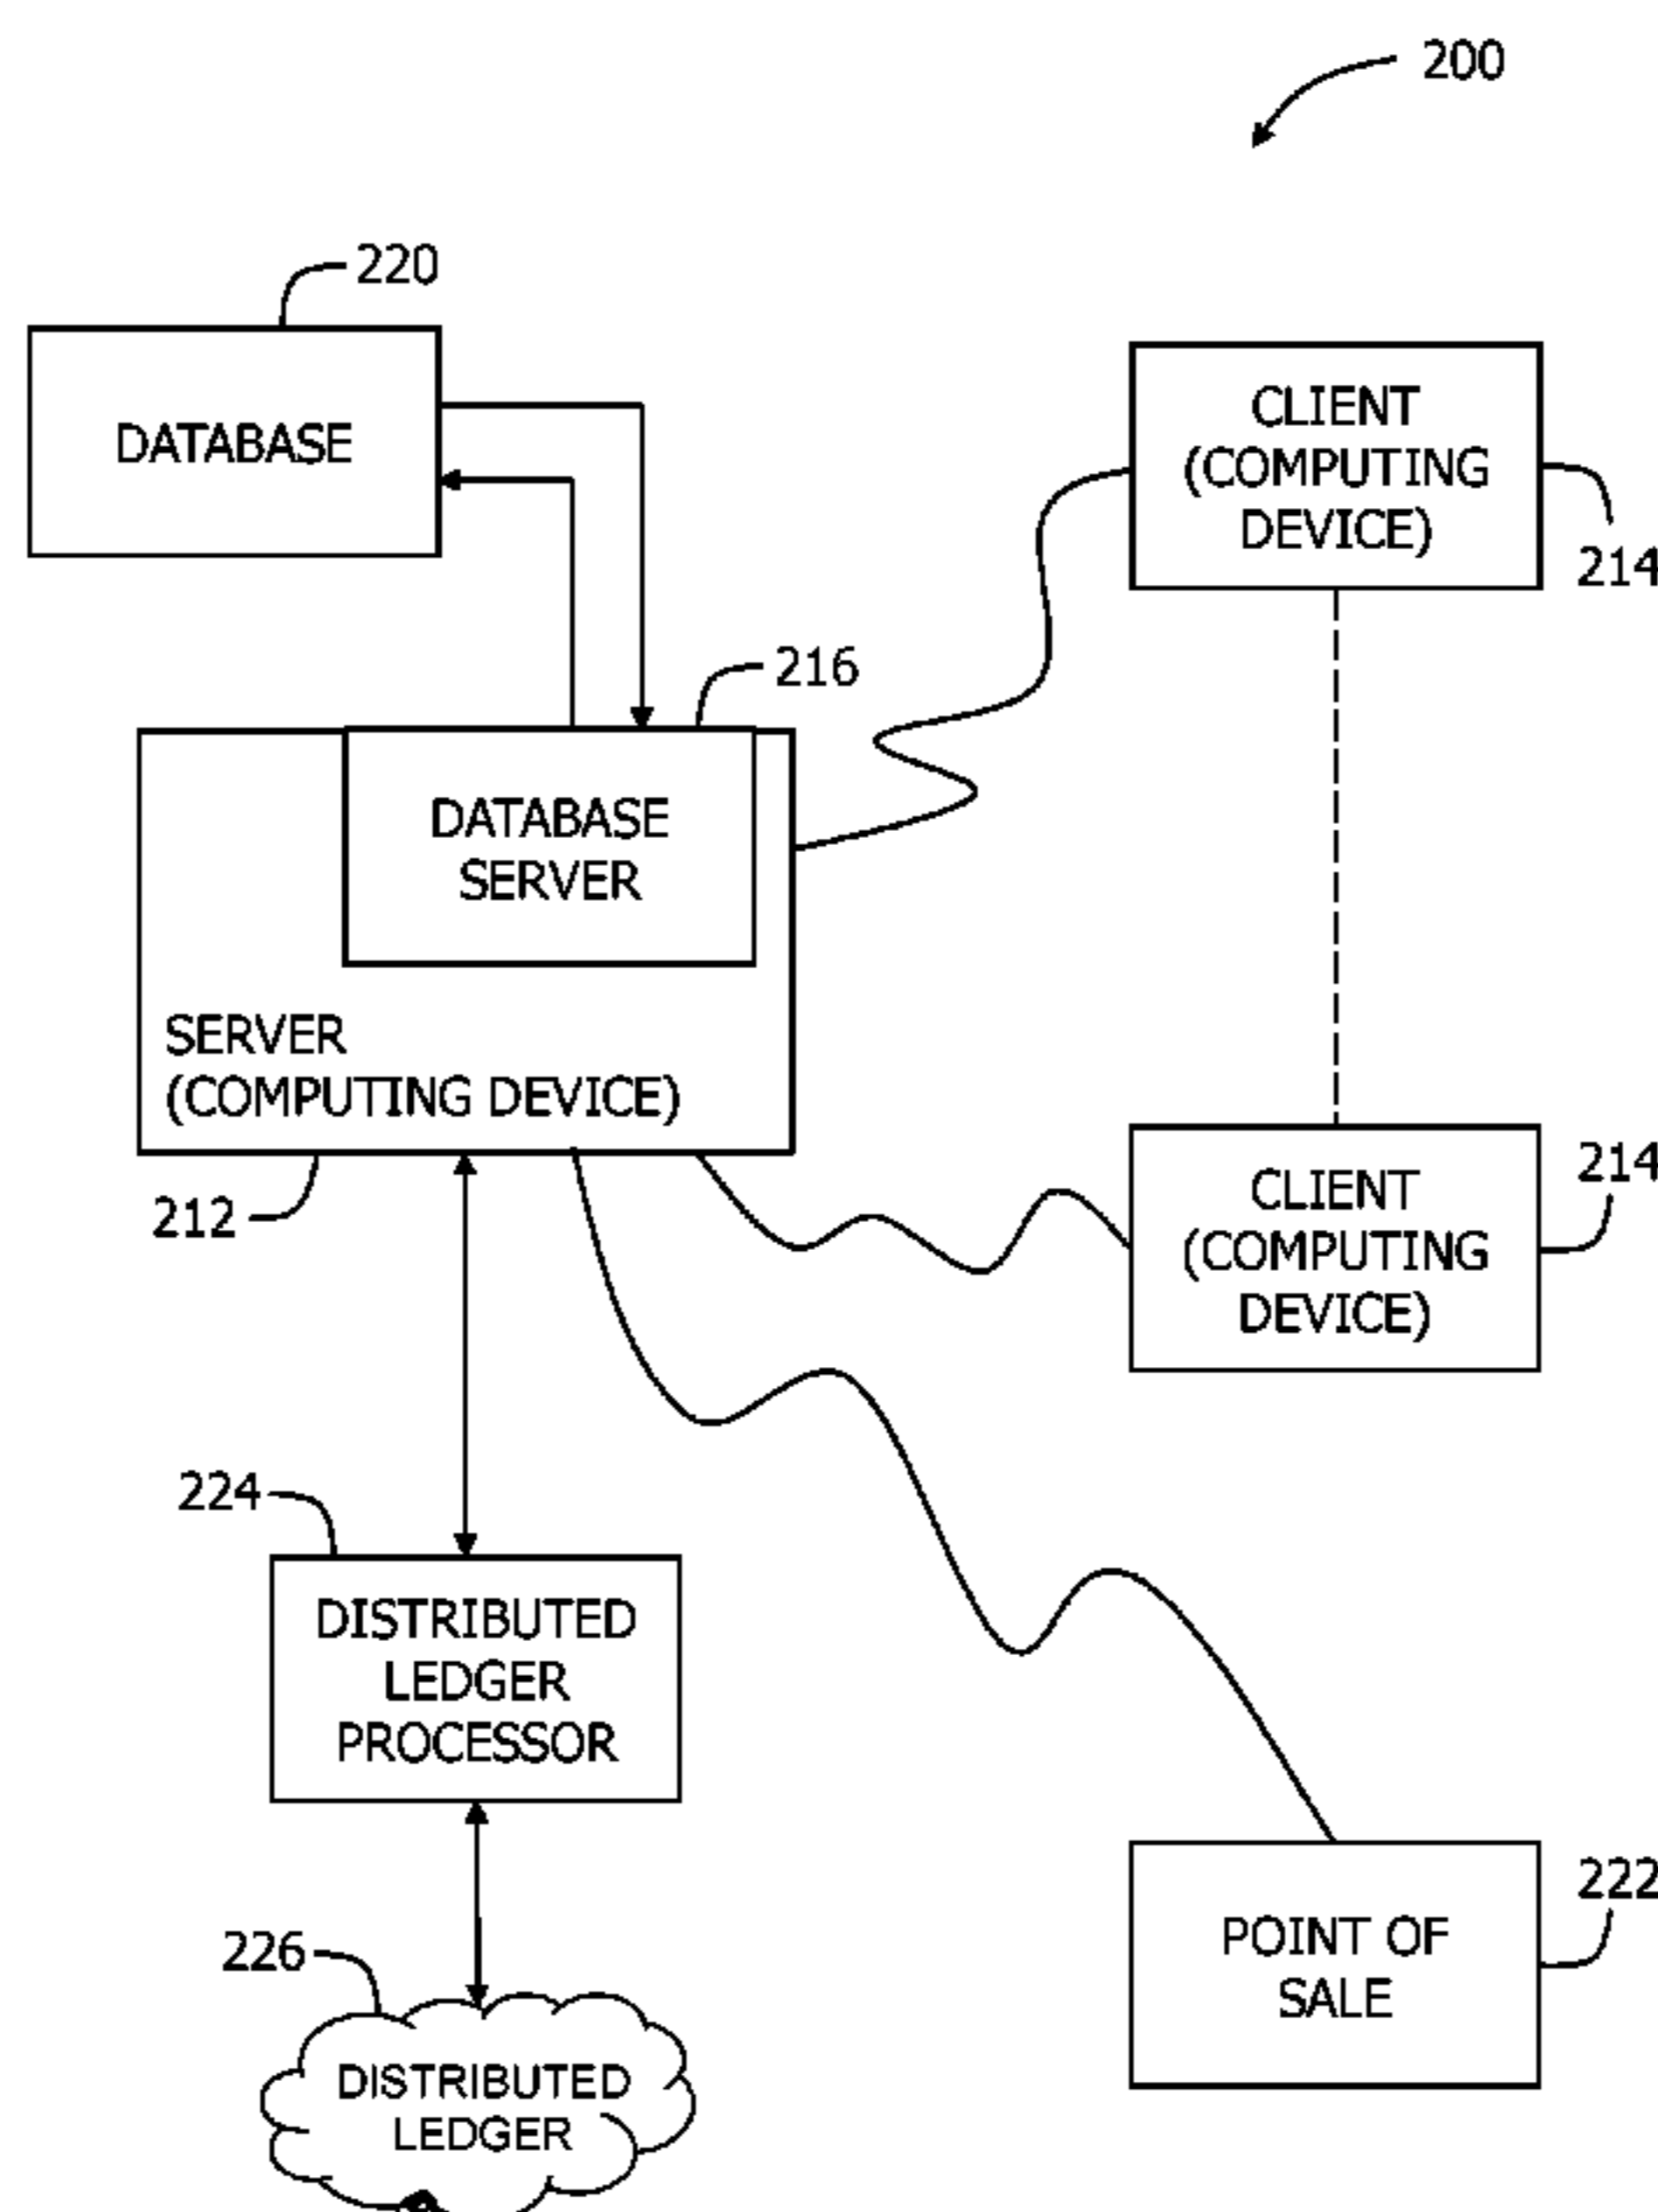 200
220
DATABASE
CLIENT
(COMPUTING
DEVICE)
214
216
DATABASE
SERVER
SERVER
(COMPUTING DEVICE)
212
CLIENT
(COMPUTING
DEVICE)
214
224
DISTRIBUTED
LEDGER
PROCESSOR
222
POINT OF
SALE
226
DISTRIBUTED
LEDGER